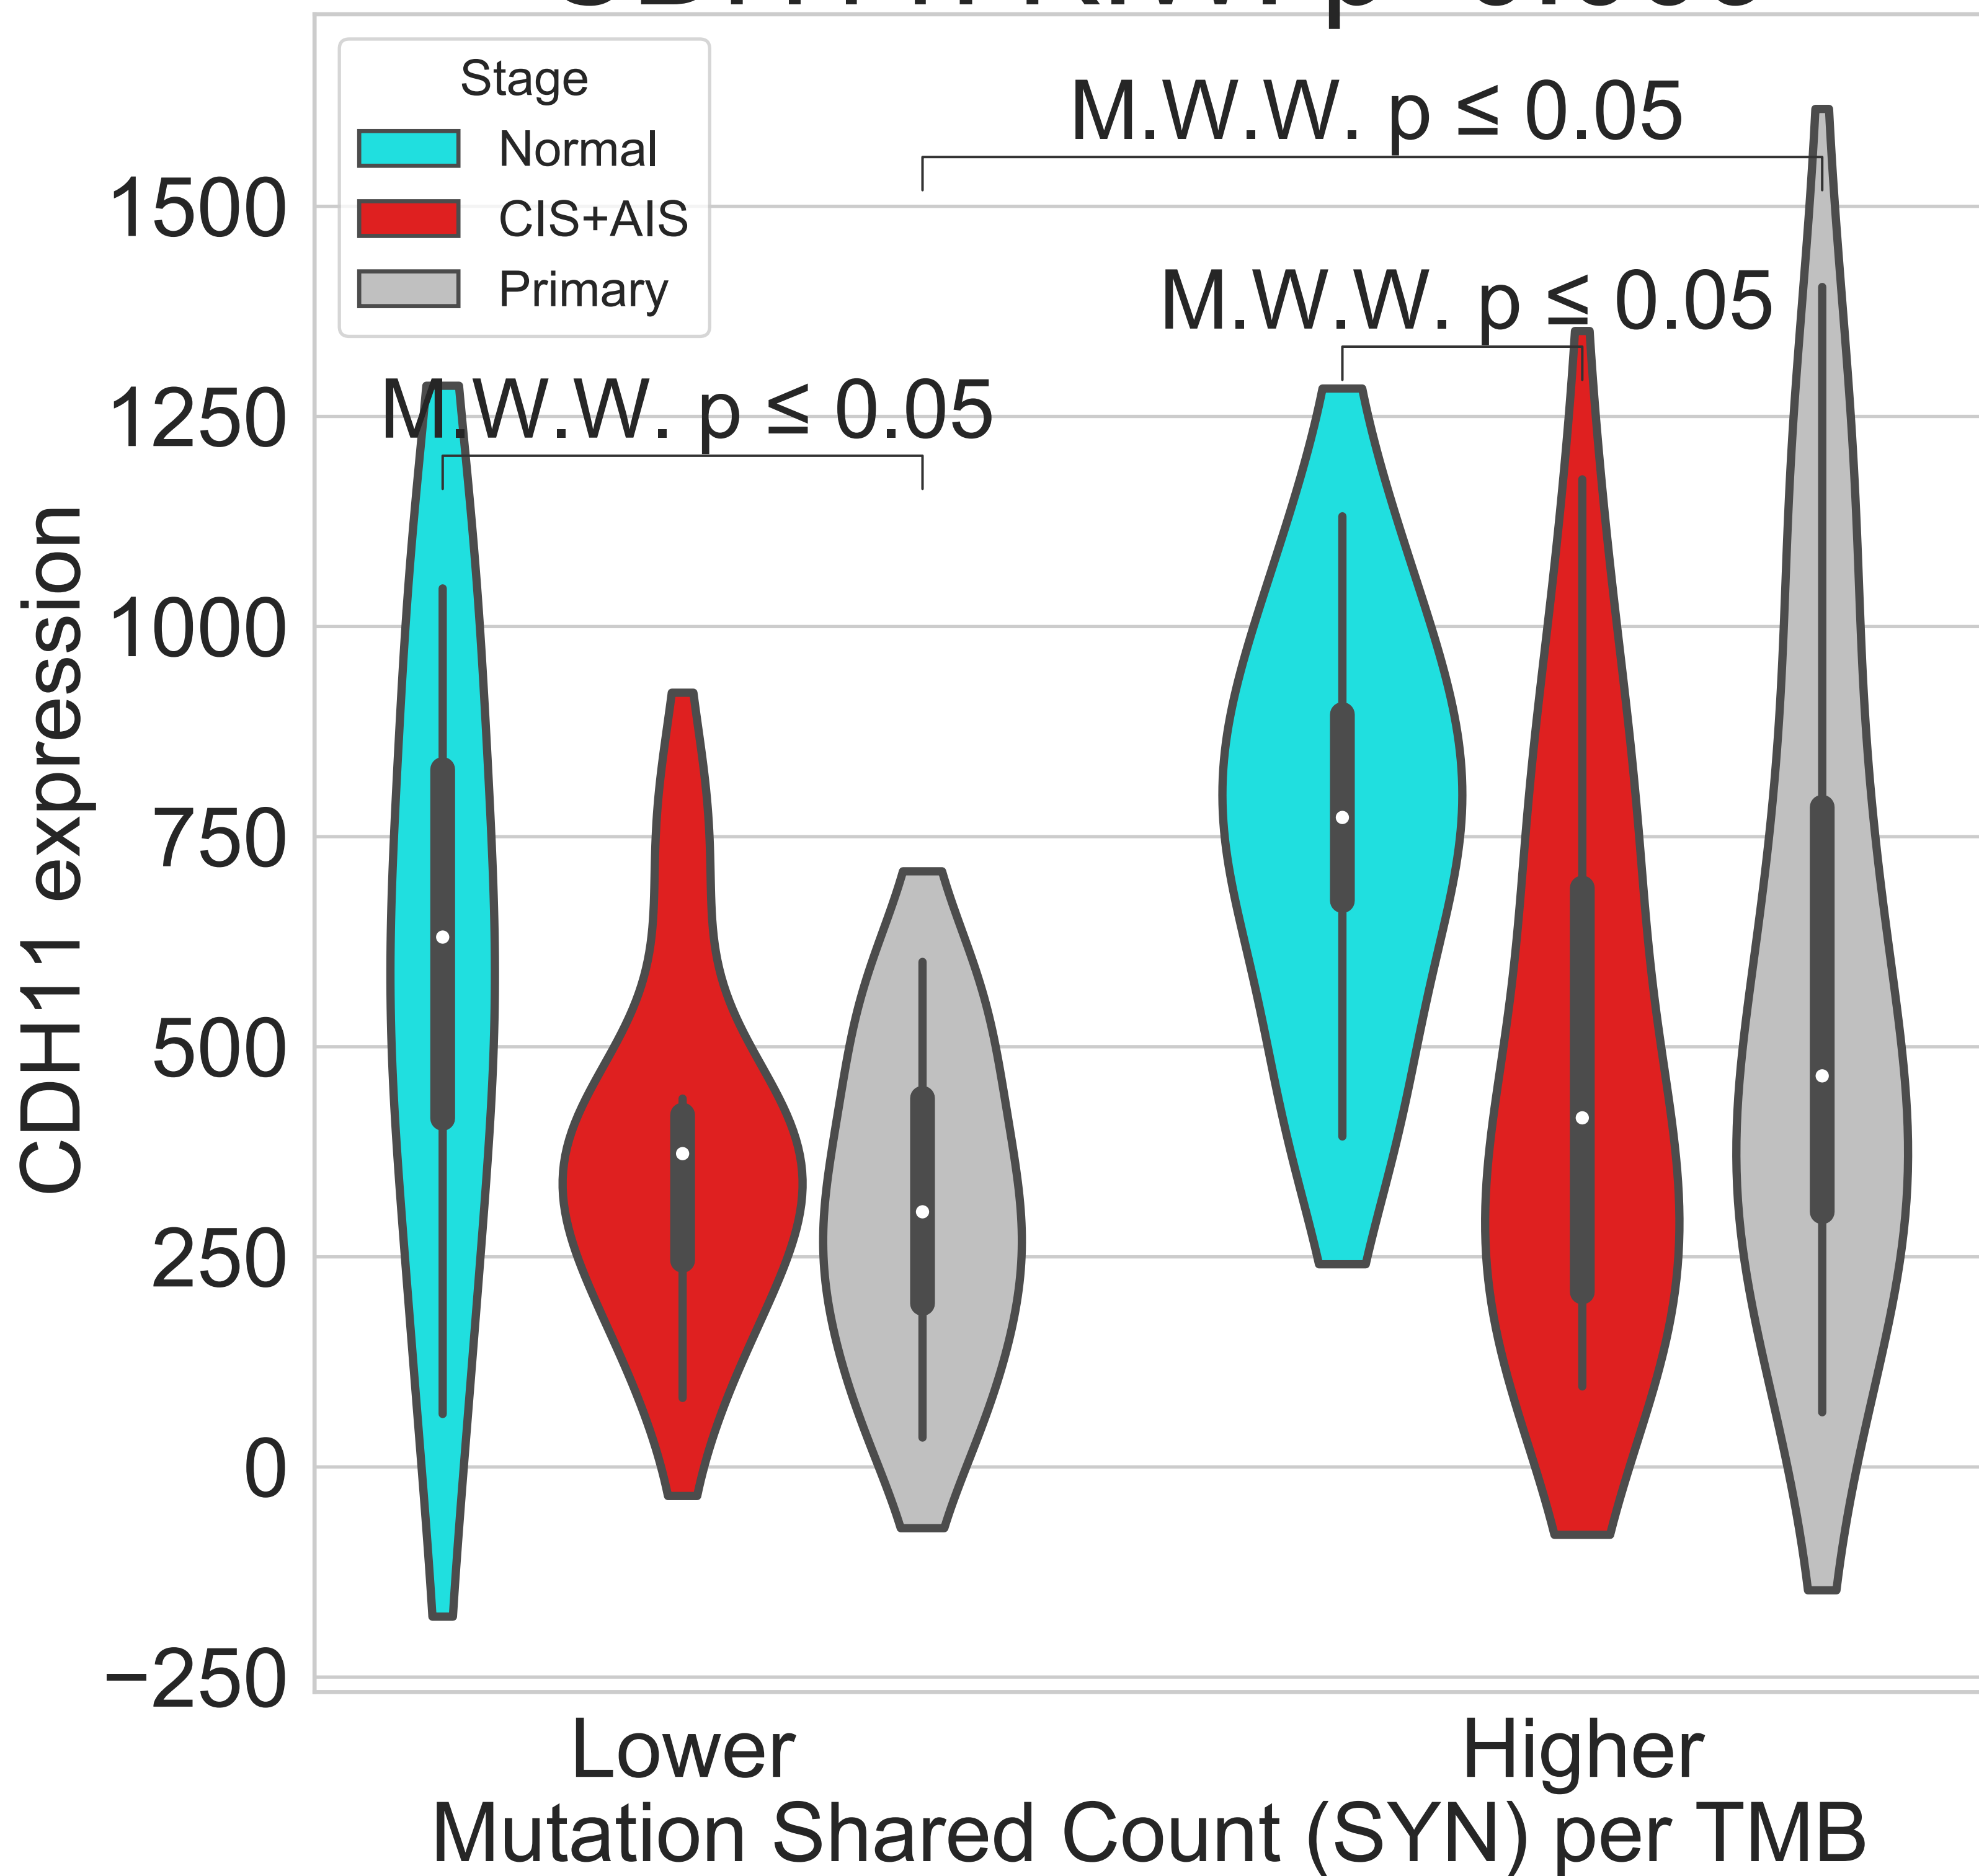 Stage
Normal
CIS+AIS
Primary
M.W.W. p ≤ 0.05
M.W.W. p ≤ 0.05
M.W.W. p ≤ 0.05
1500
1250
1000
750
500
250
0
−250
CDH11 expression
Lower
Higher
Mutation Shared Count (SYN) per TMB